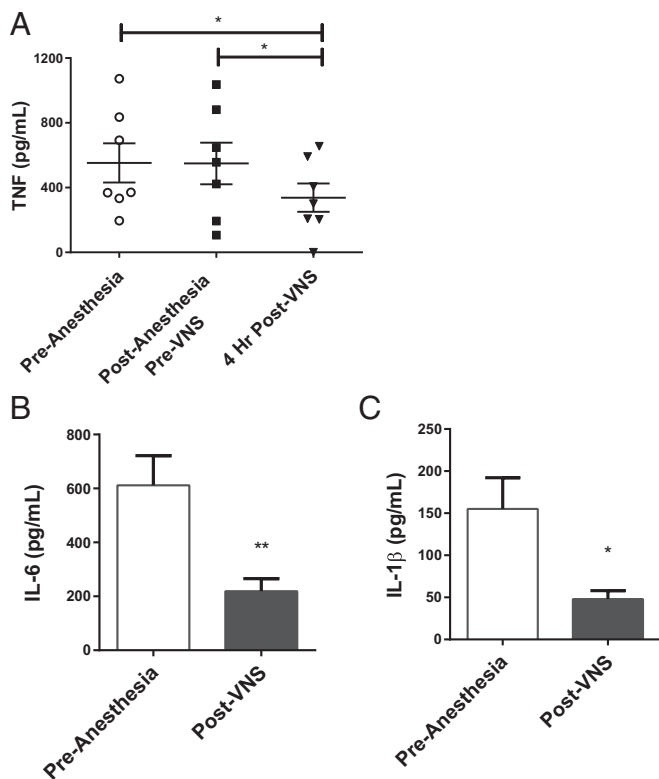 A
*
*
1200
800
400
0
TNF (pg/mL)
Pre-Anesthesia
Post-Anesthesia
Pre-VNS
4 Hr Post-VNS
B
800
600
400
200
0
IL-6 (pg/mL)
**
Pre-Anesthesia
Post-VNS
C
250
200
150
100
50
0
IL-1β (pg/mL)
*
Pre-Anesthesia
Post-VNS